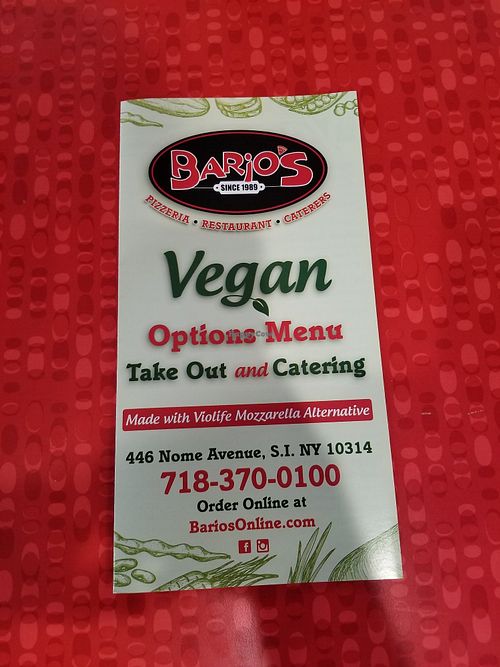 BARIO'S
• SINCE 1989 •
PIZZERIA • RESTAURANT • CATERERS
Vegan
Options Menu
Take Out and Catering
Made with Violife Mozzarella Alternative
446 Nome Avenue, S.I. NY 10314
718-370-0100
Order Online at
BariosOnline.com